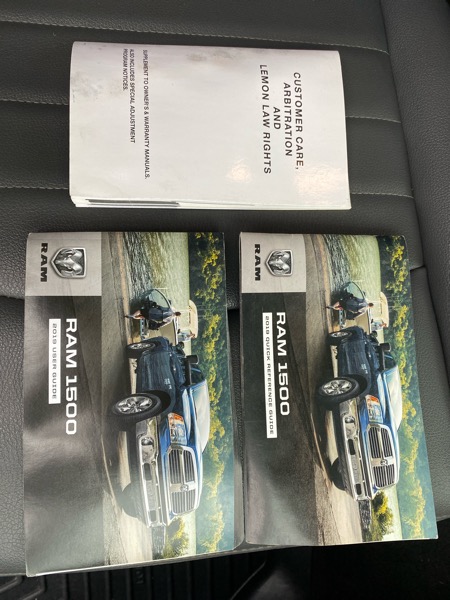 CUSTOMER CARE,
ARBITRATION
AND
LEMON LAW RIGHTS
SUPPLEMENT TO OWNER'S & WARRANTY MANUALS.
ALSO INCLUDES SPECIAL ADJUSTMENT
PROGRAM NOTICES.
RAM
RAM 1500
2019 USER GUIDE
RAM
RAM 1500
2019 QUICK REFERENCE GUIDE